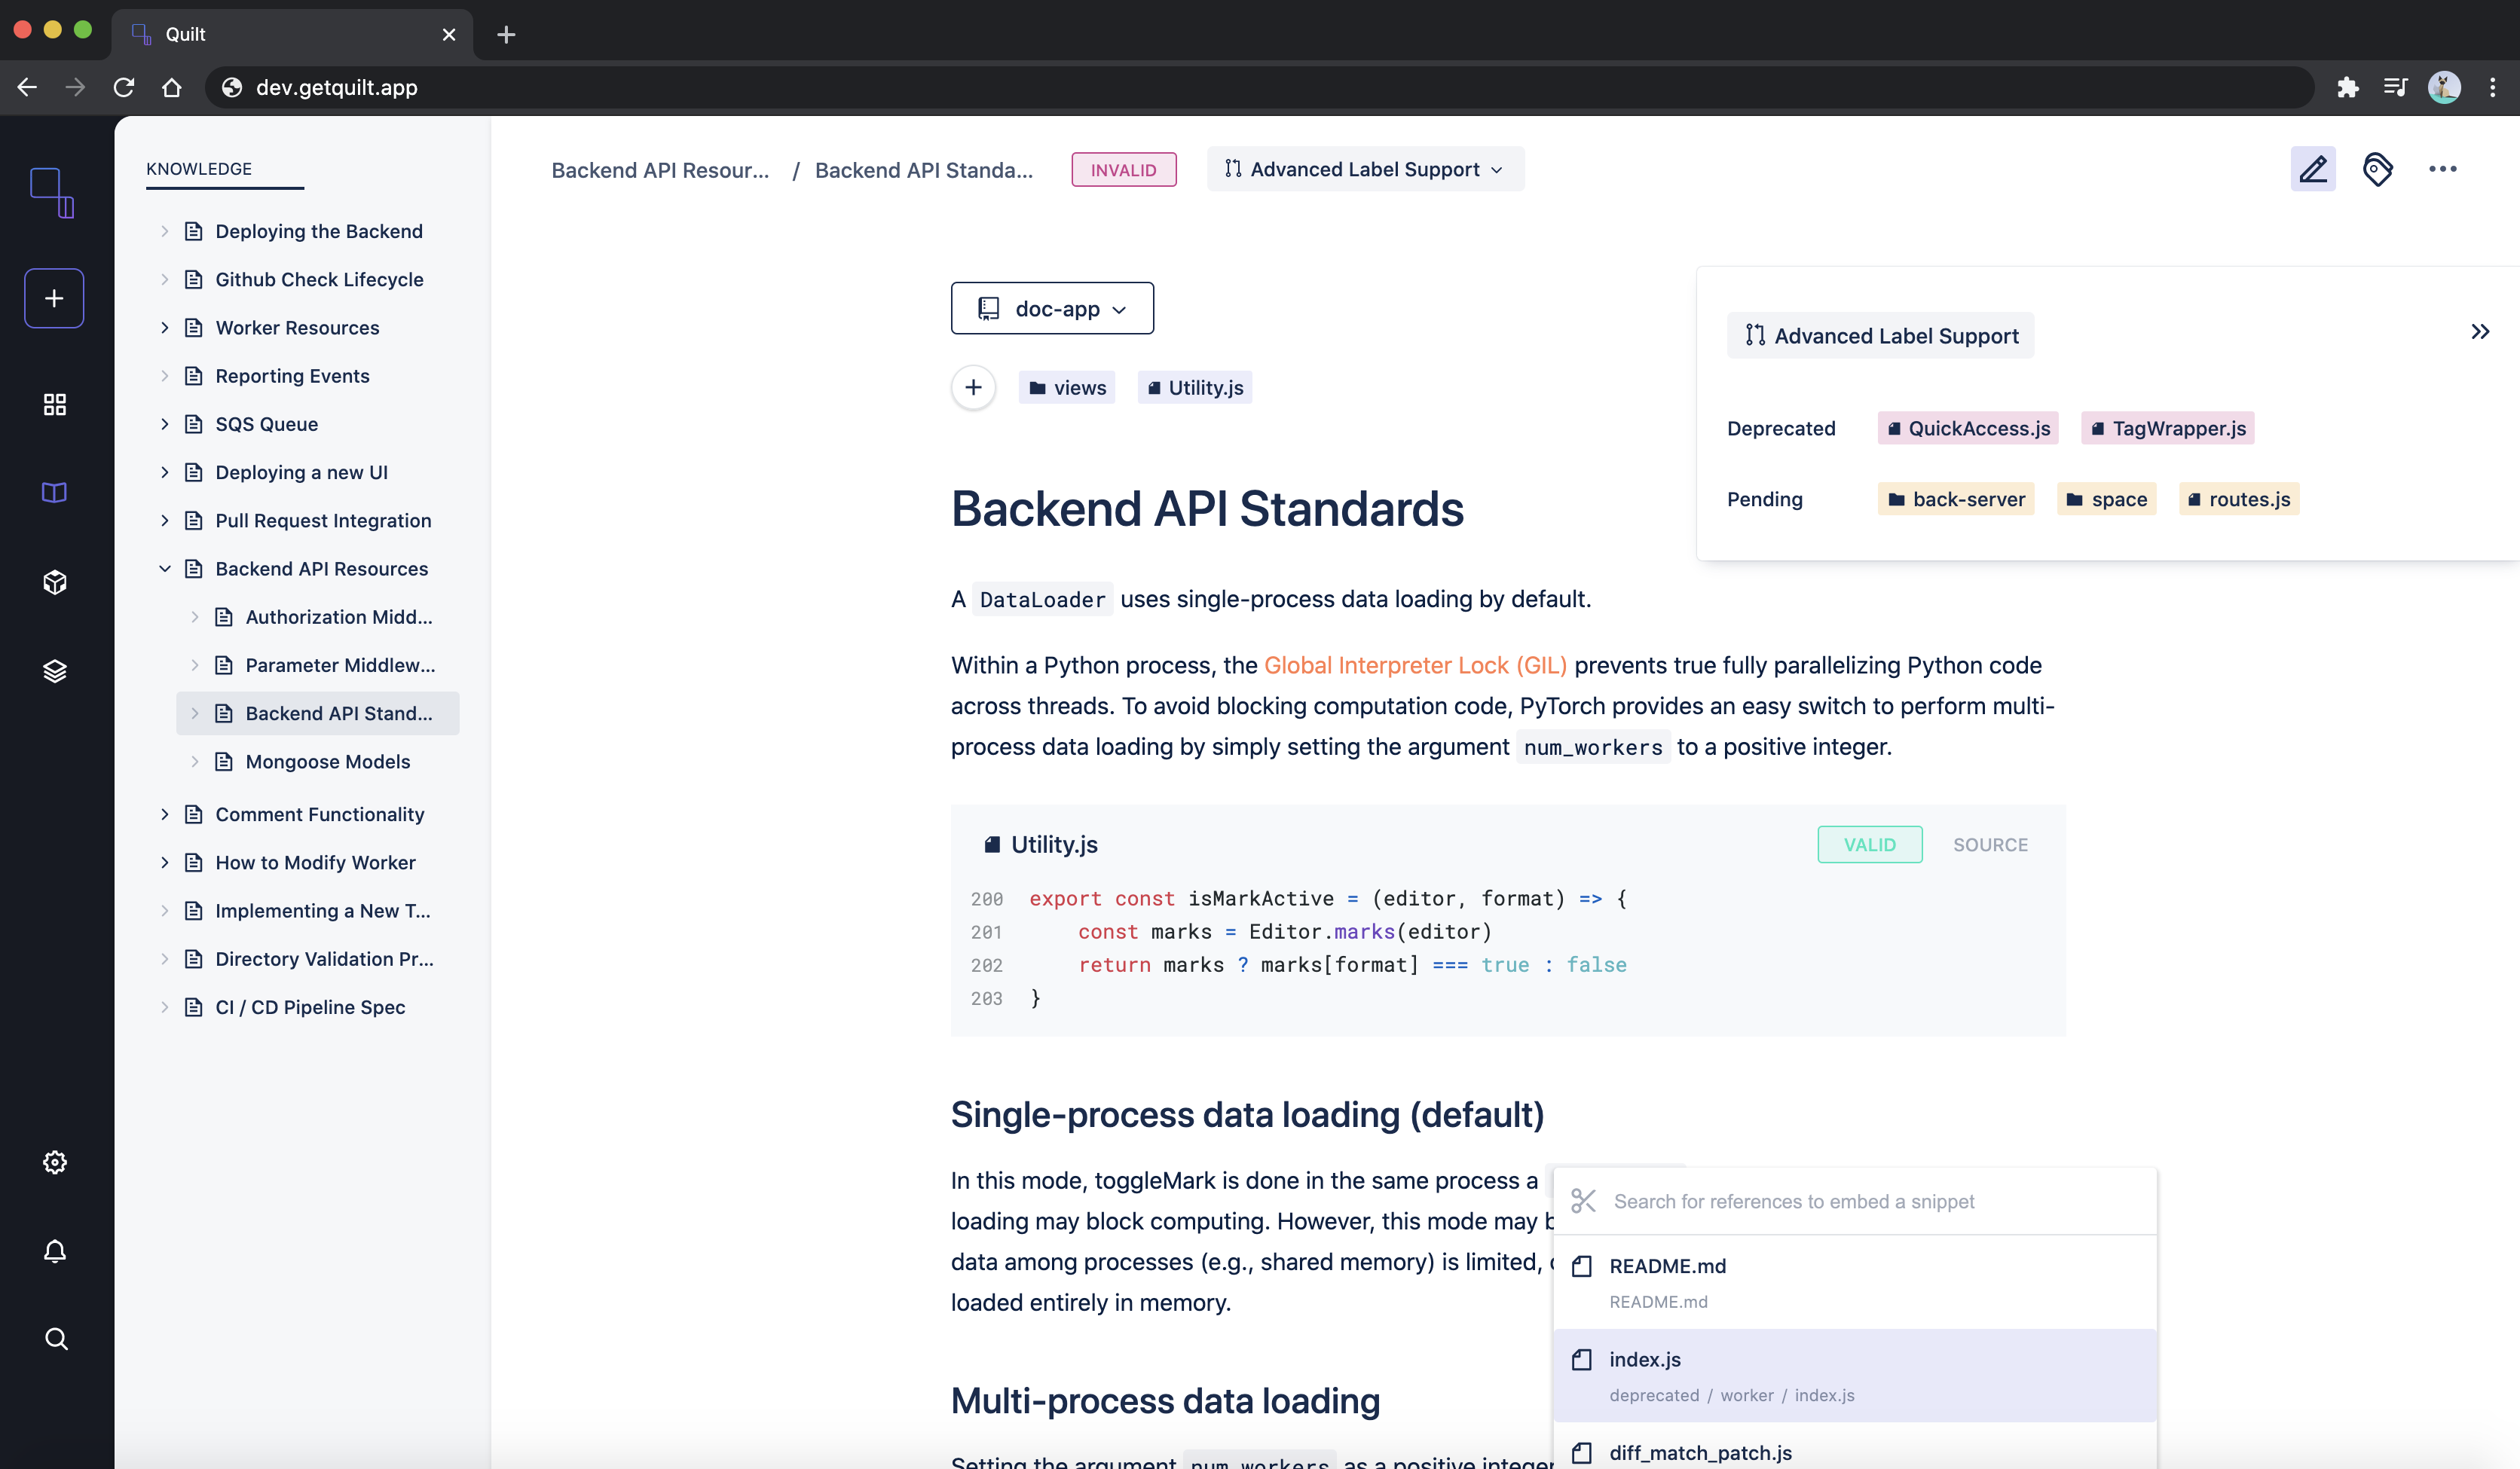 Quilt
dev.getquilt.app
KNOWLEDGE
Deploying the Backend
Github Check Lifecycle
Worker Resources
Reporting Events
SQS Queue
Deploying a new UI
Pull Request Integration
Backend API Resources
Authorization Midd...
Parameter Middlew...
Backend API Stand...
Mongoose Models
Comment Functionality
How to Modify Worker
Implementing a New T...
Directory Validation Pr...
CI / CD Pipeline Spec
Backend API Resour... / Backend API Standa... INVALID Advanced Label Support
doc-app
views Utility.js
Advanced Label Support
Deprecated QuickAccess.js TagWrapper.js
Pending back-server space routes.js
Backend API Standards
A DataLoader uses single-process data loading by default.
Within a Python process, the Global Interpreter Lock (GIL) prevents true fully parallelizing Python code
across threads. To avoid blocking computation code, PyTorch provides an easy switch to perform multi-
process data loading by simply setting the argument num_workers to a positive integer.
Utility.js VALID SOURCE
200 export const isMarkActive = (editor, format) => {
201 const marks = Editor.marks(editor)
202 return marks ? marks[format] === true : false
203 }
Single-process data loading (default)
In this mode, toggleMark is done in the same process a
loading may block computing. However, this mode may b
data among processes (e.g., shared memory) is limited,
loaded entirely in memory.
Multi-process data loading
Setting the argument num_workers as a positive integer
Search for references to embed a snippet
README.md
README.md
index.js
deprecated / worker / index.js
diff_match_patch.js